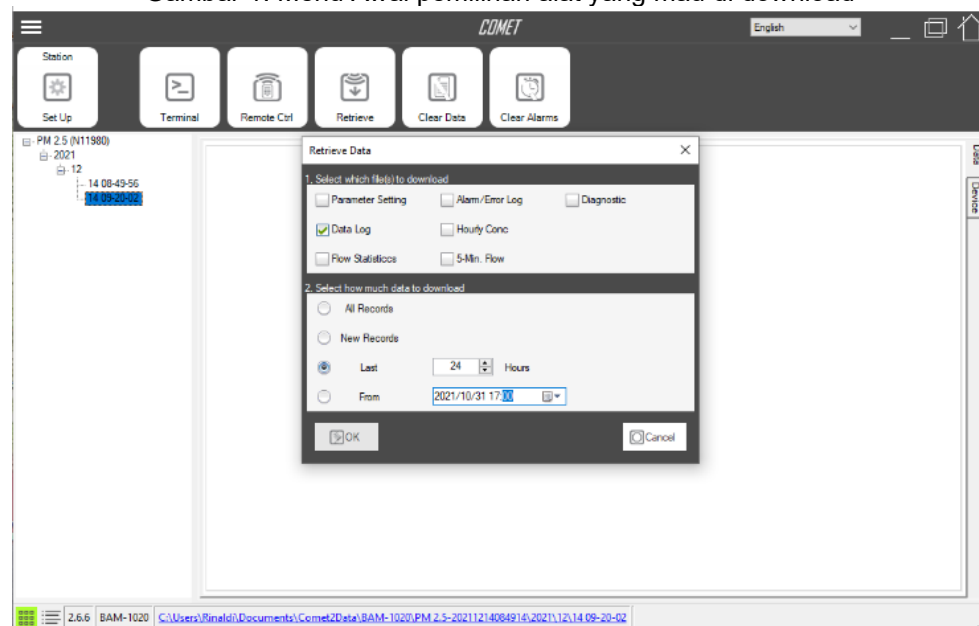 COMET
English
Station
Set Up
Terminal
Remote Ctrl
Retrieve
Clear Data
Clear Alarms
PM 2.5 (N11980)
2021
12
14 08-49-56
14 09-20-02
Retrieve Data
1. Select which file(s) to download
Parameter Setting
Alarm/Error Log
Diagnostic
Data Log
Hourly Conc
Flow Statistiocs
5-Min. Flow
2. Select how much data to download
All Records
New Records
Last
24
Hours
From
2021/10/31 17:00
OK
Cancel
Data
Device
2.6.6
BAM-1020
C:\Users\Rinaldi\Documents\Comet2Data\BAM-1020\PM 2.5-20211214084914\2021\12\14 09-20-02